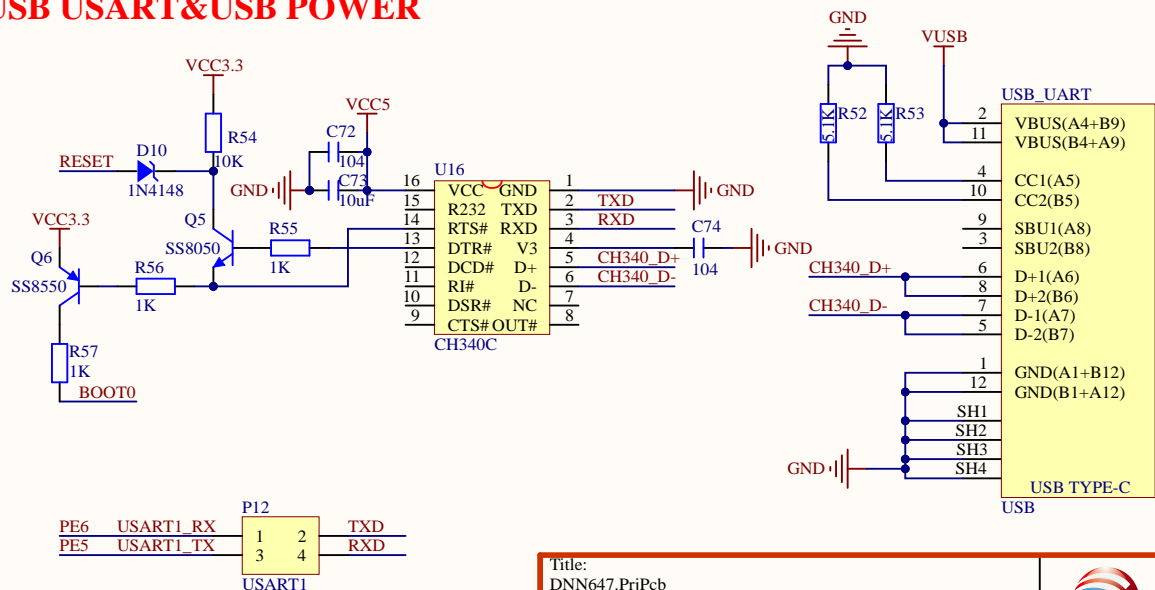 USB USART&USB POWER
GND
VUSB
VCC3.3
R54
10K
VCC5
C72
104
C73
10uF
GND
RESET
D10
1N4148
Q5
SS8050
R55
1K
VCC3.3
Q6
SS8550
R56
1K
R57
1K
BOOT0
U16
16 VCC GND 1
15 R232 TXD 2 TXD
14 RTS# RXD 3 RXD
13 DTR# V3 4
12 DCD# D+ 5 CH340_D+
11 RI# D- 6 CH340_D-
10 DSR# NC 7
9 CTS# OUT# 8
CH340C
GND
C74
104
GND
R52
5.1K
R53
5.1K
USB_UART
2 VBUS(A4+B9)
11 VBUS(B4+A9)
4 CC1(A5)
10 CC2(B5)
9 SBU1(A8)
3 SBU2(B8)
CH340_D+ 6 D+1(A6)
8 D+2(B6)
CH340_D- 7 D-1(A7)
5 D-2(B7)
1 GND(A1+B12)
12 GND(B1+A12)
SH1
SH2
SH3
SH4
GND
USB TYPE-C
USB
P12
PE6 USART1_RX 1 2 TXD
PE5 USART1_TX 3 4 RXD
USART1
Title:
DNN647.PrjPcb